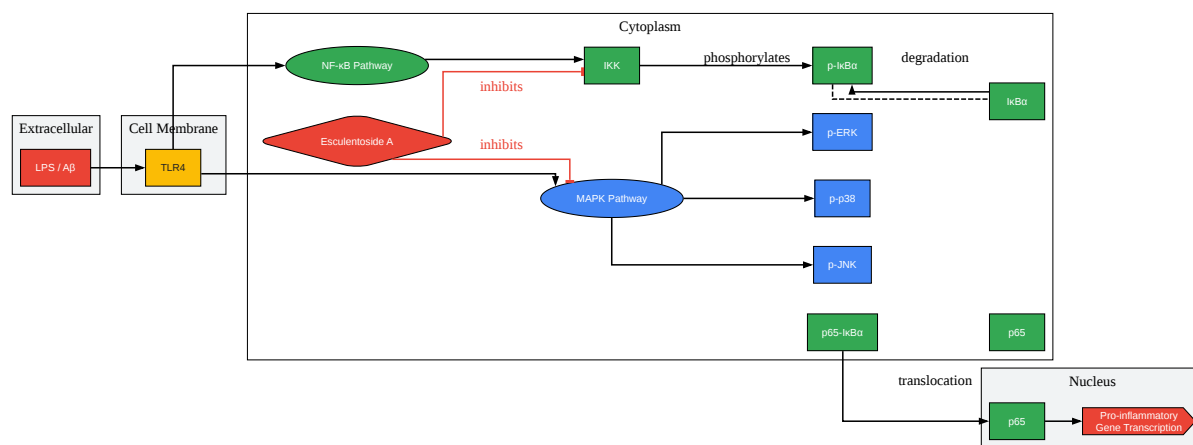 Cytoplasm
NF-κB Pathway
IKK
phosphorylates
p-IκBα
degradation
inhibits
IκBα
Extracellular
Cell Membrane
Esculentoside A
inhibits
p-ERK
LPS / Aβ
TLR4
MAPK Pathway
p-p38
p-JNK
p65-IκBα
p65
translocation
Nucleus
p65
Pro-inflammatory
Gene Transcription